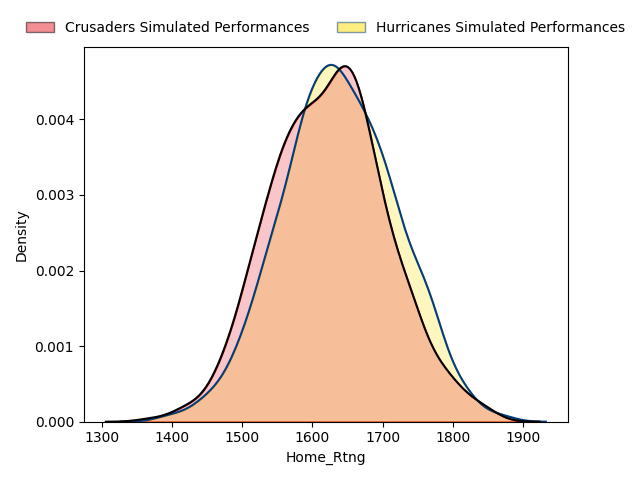 Crusaders Simulated Performances Hurricanes Simulated Performances
0.004
0.003
0.002
0.001
0.000
Density
1300 1400 1500 1600 1700 1800 1900
Home_Rtng